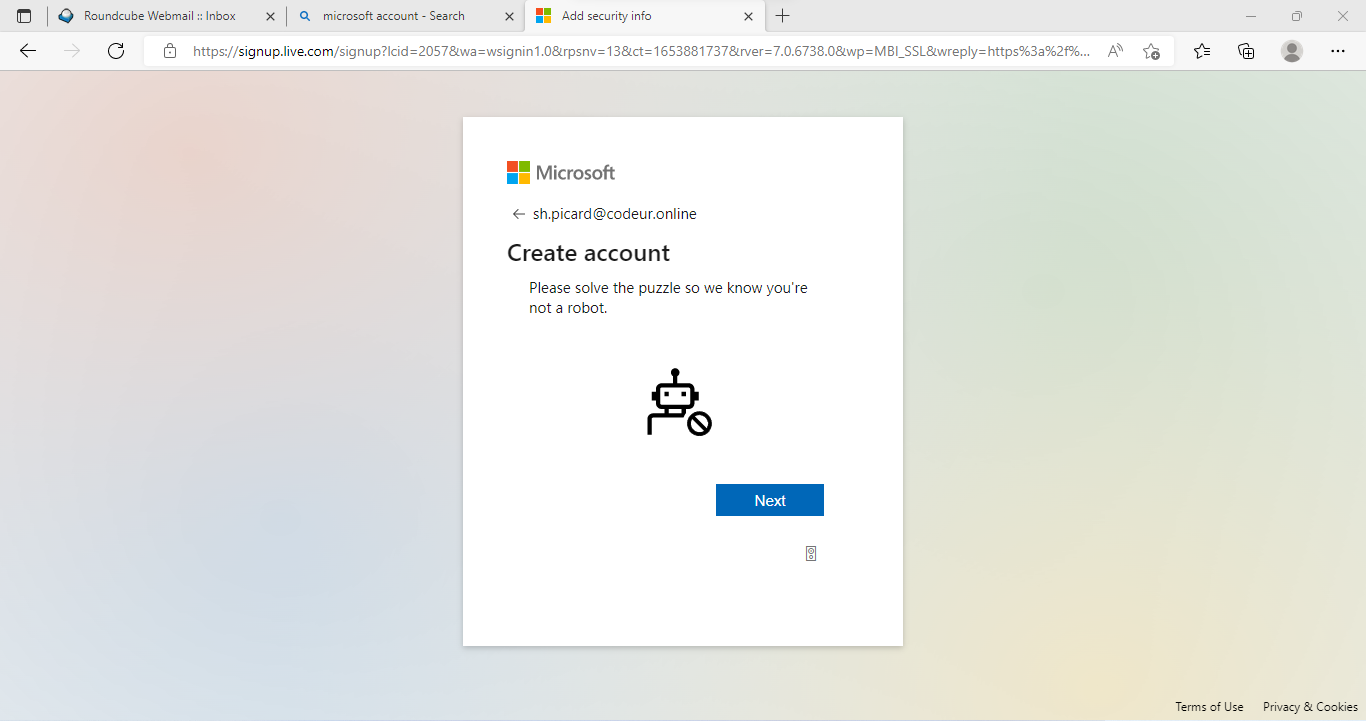 Roundcube Webmail :: Inbox
microsoft account - Search
Add security info
https://signup.live.com/signup?lcid=2057&wa=wsignin1.0&rpsnv=13&ct=1653881737&rver=7.0.6738.0&wp=MBI_SSL&wreply=https%3a%2f%...
Microsoft
sh.picard@codeur.online
Create account
Please solve the puzzle so we know you're
not a robot.
Next
Terms of Use
Privacy & Cookies